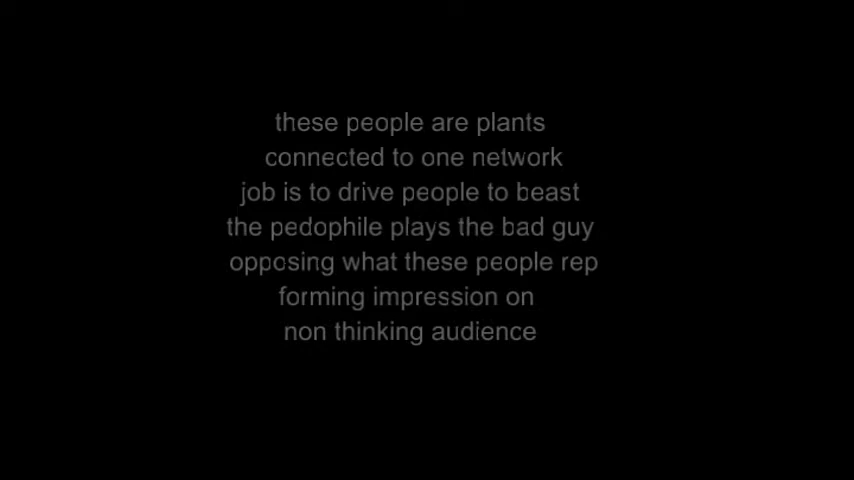 these people are plants
connected to one network
job is to drive people to beast
the pedophile plays the bad guy
opposing what these people rep
forming impression on
non thinking audience